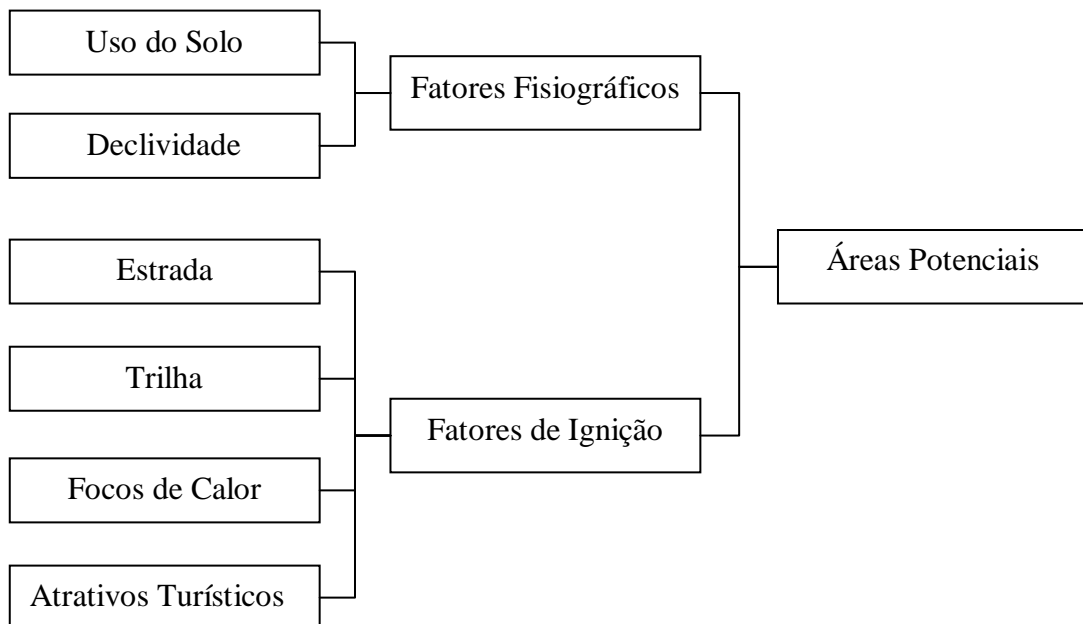 Uso do Solo
Declividade
Fatores Fisiográficos
Estrada
Trilha
Focos de Calor
Atrativos Turísticos
Fatores de Ignição
Áreas Potenciais